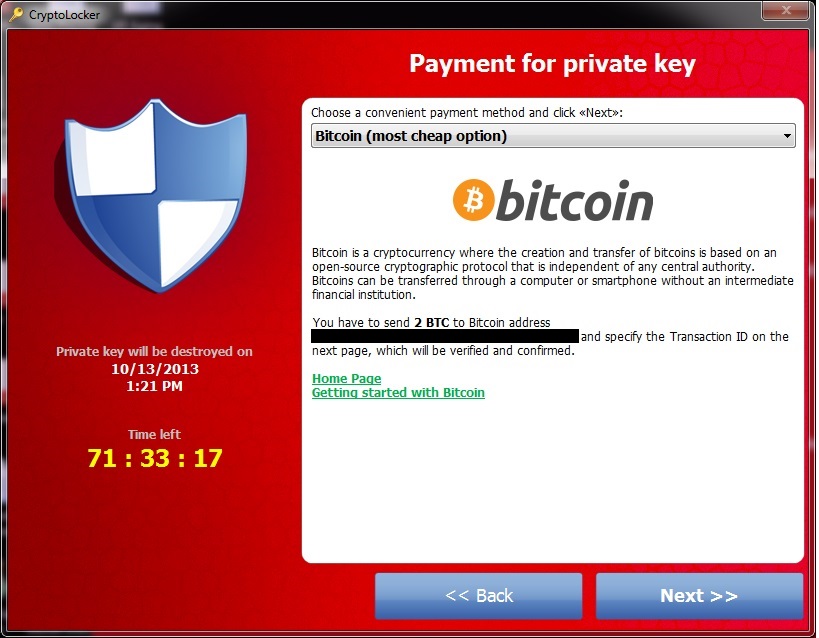 CryptoLocker
Payment for private key
Choose a convenient payment method and click «Next»:
Bitcoin (most cheap option)
bitcoin
Bitcoin is a cryptocurrency where the creation and transfer of bitcoins is based on an
open-source cryptographic protocol that is independent of any central authority.
Bitcoins can be transferred through a computer or smartphone without an intermediate
financial institution.
You have to send 2 BTC to Bitcoin address
and specify the Transaction ID on the
next page, which will be verified and confirmed.
Home Page
Getting started with Bitcoin
Private key will be destroyed on
10/13/2013
1:21 PM
Time left
71 : 33 : 17
<< Back
Next >>